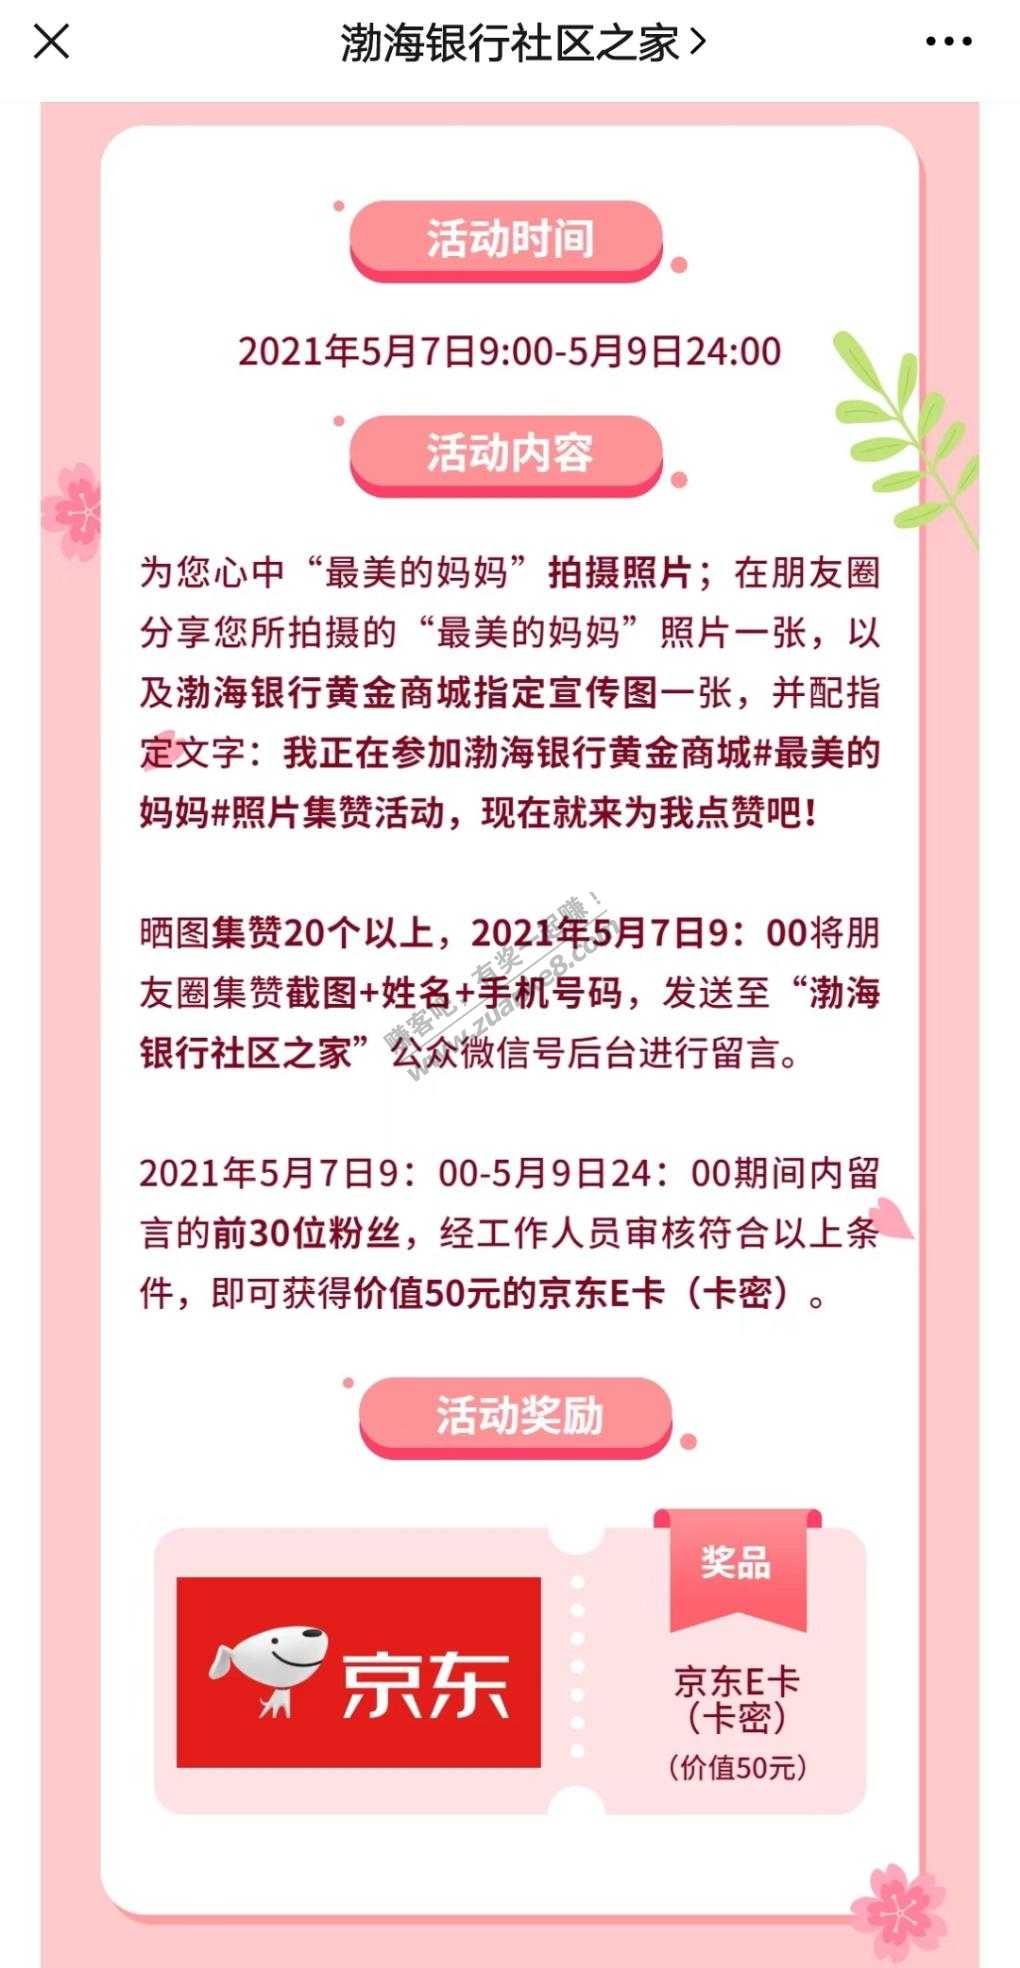 渤海银行社区之家
活动时间
2021年5月7日9:00-5月9日24:00
活动内容
为您心中“最美的妈妈”拍摄照片；在朋友圈
分享您所拍摄的“最美的妈妈”照片一张，以
及渤海银行黄金商城指定宣传图一张，并配指
定文字：我正在参加渤海银行黄金商城#最美的
妈妈#照片集赞活动，现在就来为我点赞吧！
晒图集赞20个以上，2021年5月7日9：00将朋
友圈集赞截图+姓名+手机号码，发送至“渤海
银行社区之家”公众微信号后台进行留言。
赚客吧，有奖一起赚！
www.zuanke8.com
2021年5月7日9：00-5月9日24：00期间内留
言的前30位粉丝，经工作人员审核符合以上条
件，即可获得价值50元的京东E卡（卡密）。
活动奖励
京东
奖品
京东E卡
（卡密）
（价值50元）